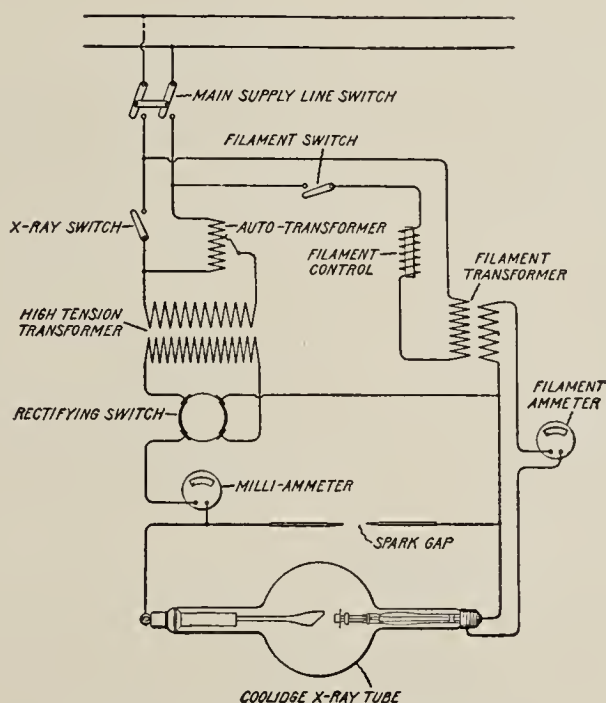 MAIN SUPPLY LINE SWITCH
FILAMENT SWITCH
X-RAY SWITCH
AUTO-TRANSFORMER
FILAMENT
CONTROL
FILAMENT
TRANSFORMER
HIGH TENSION
TRANSFORMER
FILAMENT
AMMETER
RECTIFYING SWITCH
MILLI-AMMETER
SPARK GAP
COOLIDGE X-RAY TUBE